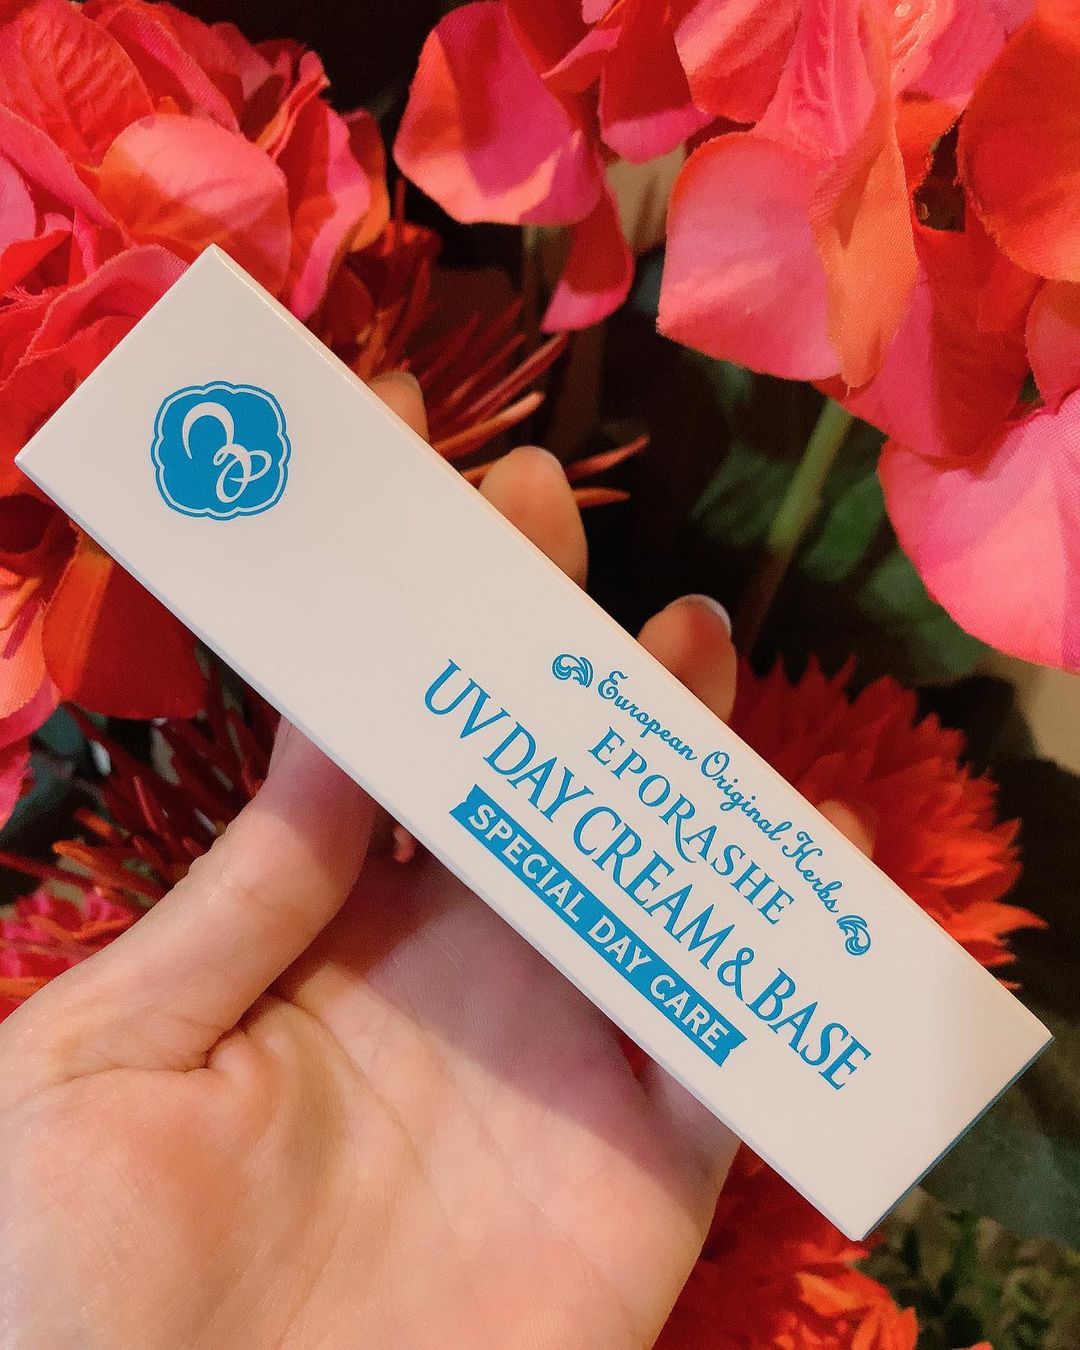 European Original Herbs
EPORASHE
UV DAY CREAM & BASE
SPECIAL DAY CARE